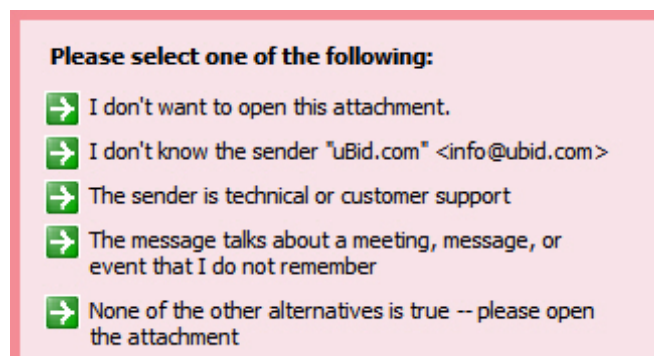 Please select one of the following:
I don't want to open this attachment.
I don't know the sender "uBid.com" <info@ubid.com>
The sender is technical or customer support
The message talks about a meeting, message, or
event that I do not remember
None of the other alternatives is true -- please open
the attachment